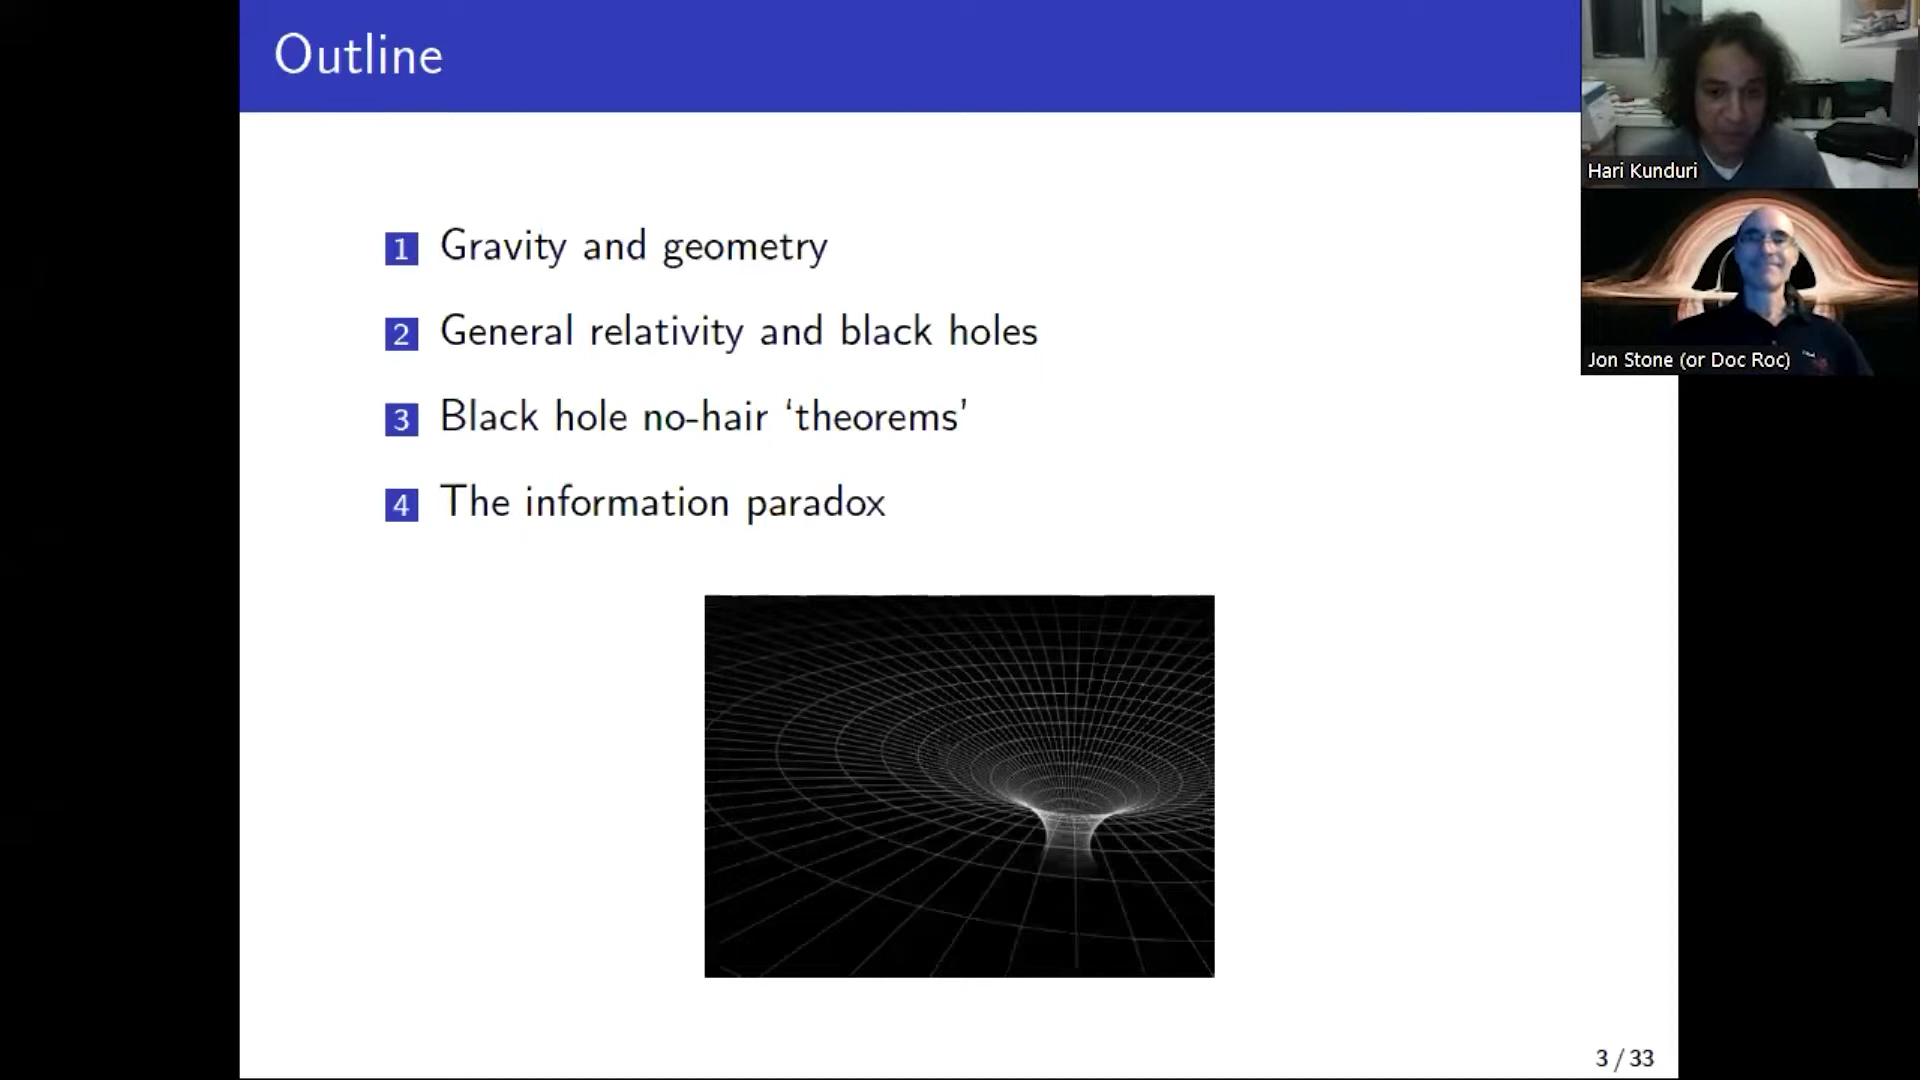 Outline
1 Gravity and geometry
2 General relativity and black holes
3 Black hole no-hair ‘theorems’
4 The information paradox
3 / 33
Hari Kunduri
Jon Stone (or Doc Roc)